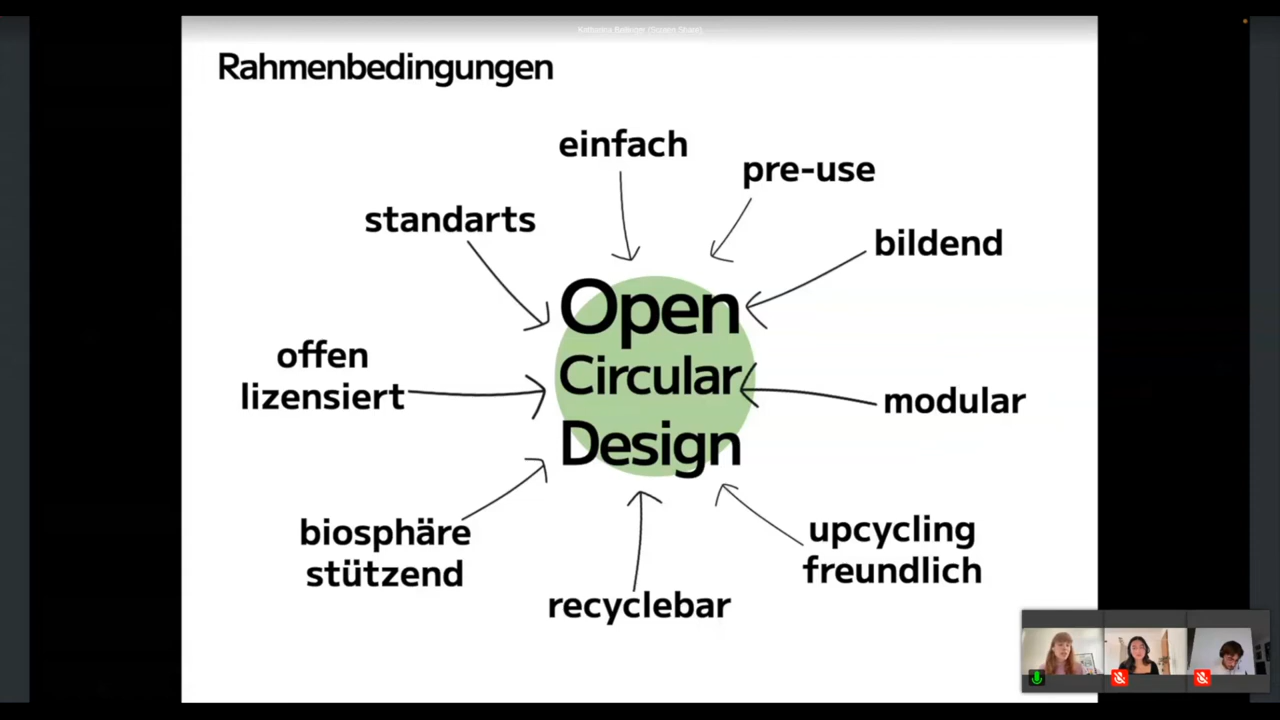 Rahmenbedingungen
einfach
pre-use
standarts
bildend
Open
Circular
Design
offen
lizensiert
modular
biosphäre
stützend
upcycling
freundlich
recyclebar